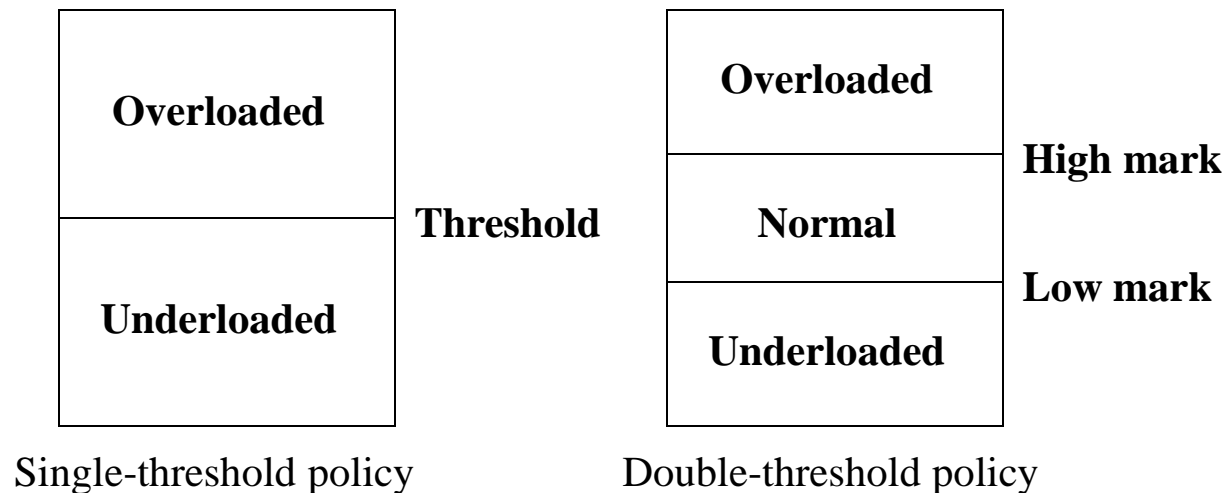 Overloaded
Threshold
Underloaded
Single-threshold policy
Overloaded
High mark
Normal
Low mark
Underloaded
Double-threshold policy